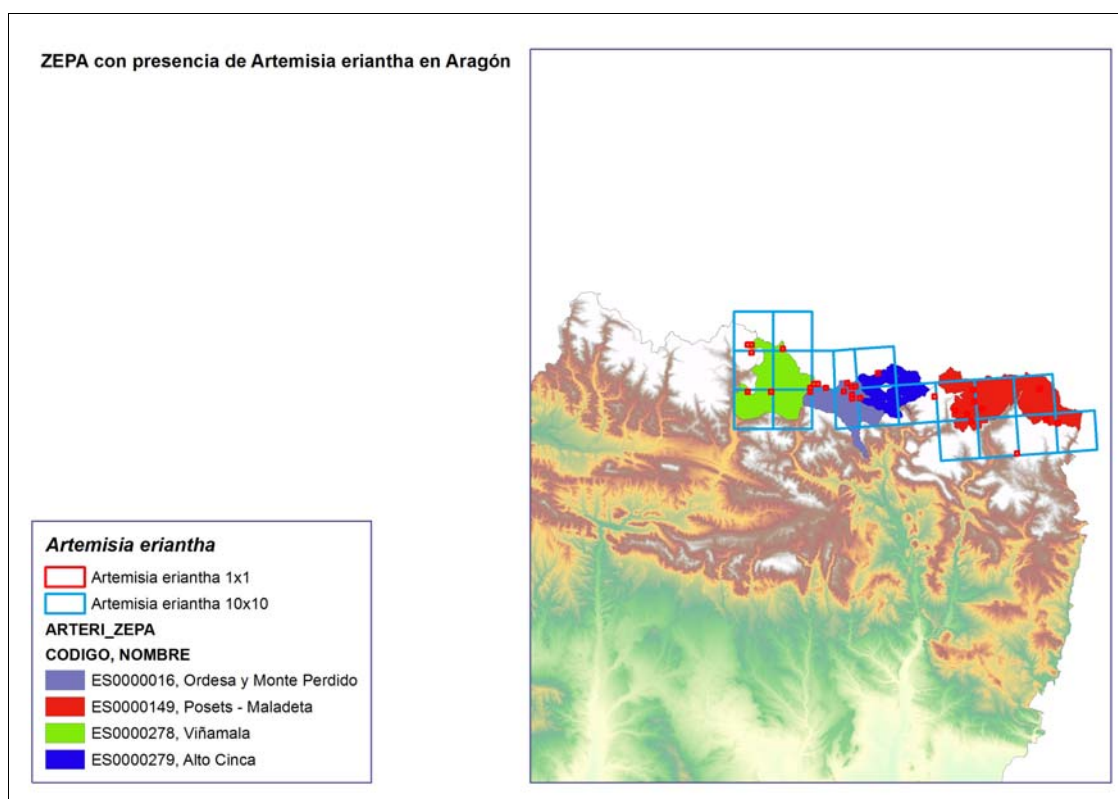 ZEPA con presencia de Artemisia eriantha en Aragón
Artemisia eriantha
Artemisia eriantha 1x1
Artemisia eriantha 10x10
ARTERI_ZEPA
CODIGO, NOMBRE
ES0000016, Ordesa y Monte Perdido
ES0000149, Posets - Maladeta
ES0000278, Viñamala
ES0000279, Alto Cinca